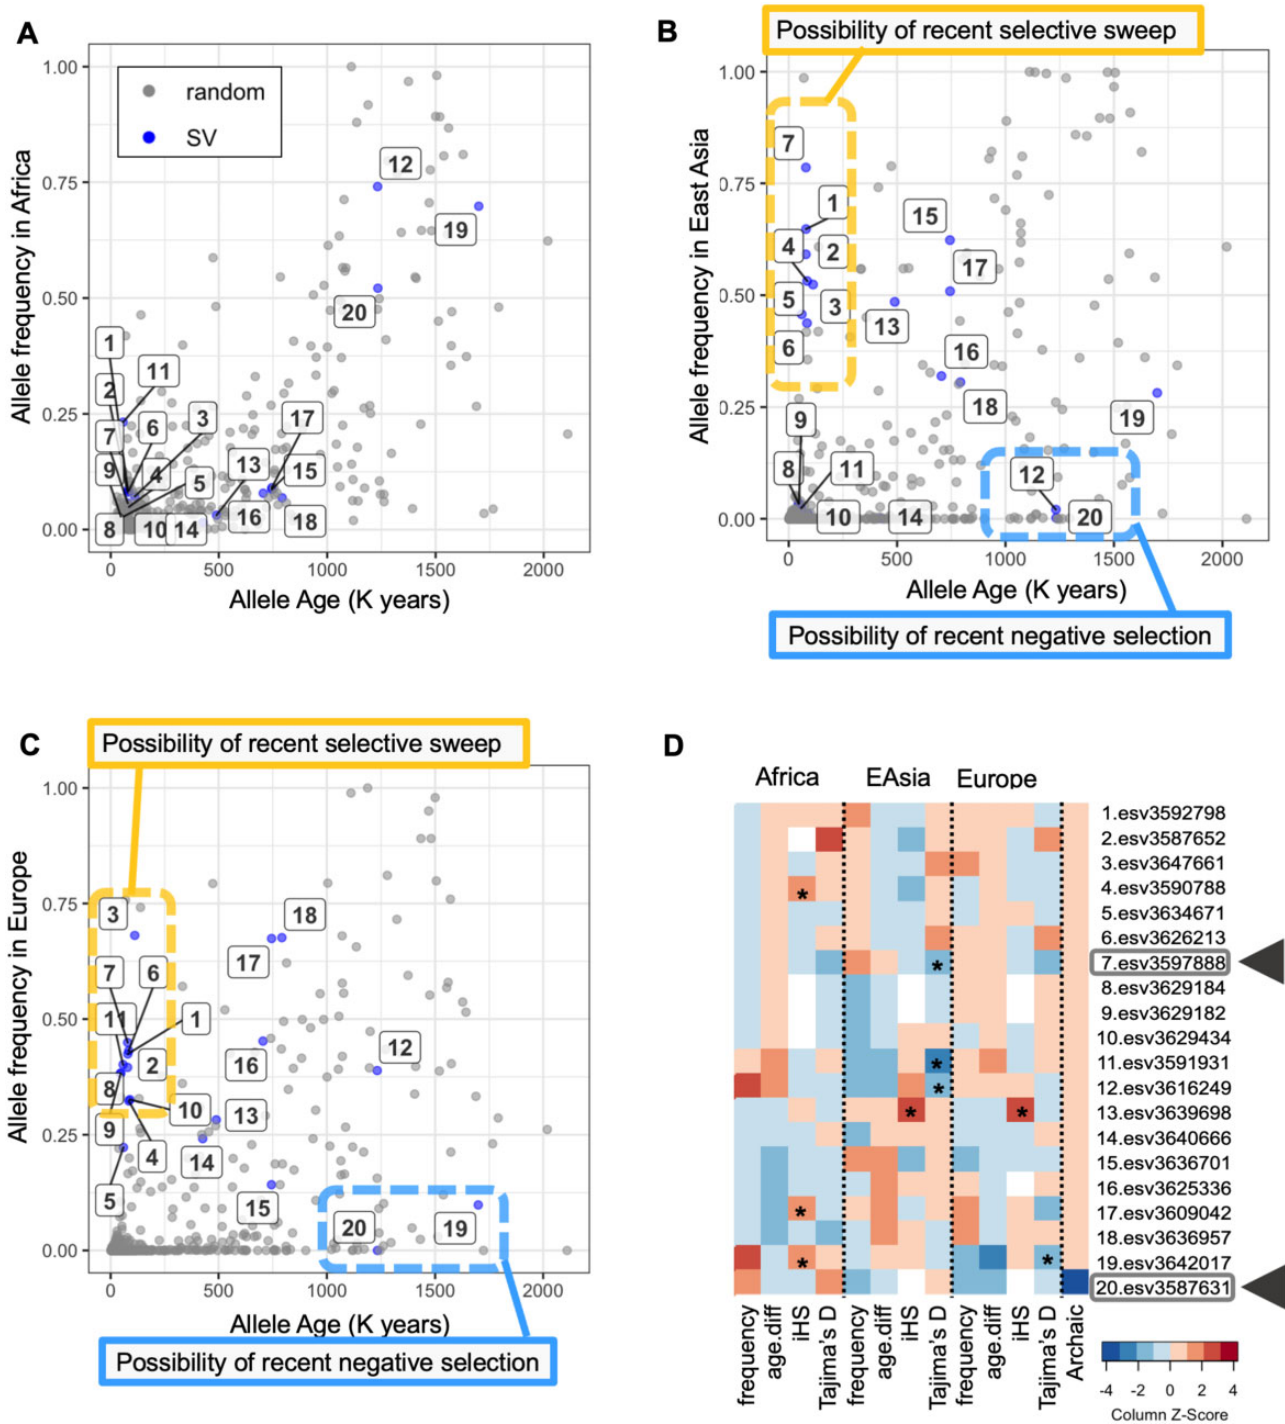 A
1.00
0.75
0.50
0.25
0.00
random
SV
12
19
20
1
11
2
6
3
17
7
9
4
5
13
15
8
10
14
16
18
0
500
1000
1500
2000
Allele frequency in Africa
Allele Age (K years)
B
Possibility of recent selective sweep
1.00
0.75
0.50
0.25
0.00
7
1
15
4
2
17
5
3
13
6
16
18
9
19
8
11
12
10
14
20
0
500
1000
1500
2000
Allele frequency in East Asia
Allele Age (K years)
Possibility of recent negative selection
C
Possibility of recent selective sweep
1.00
0.75
0.50
0.25
0.00
3
18
7
6
17
11
1
12
2
16
8
10
13
9
4
14
5
15
20
19
0
500
1000
1500
2000
Allele frequency in Europe
Allele Age (K years)
Possibility of recent negative selection
D
Africa EAsia Europe
1.esv3592798
2.esv3587652
3.esv3647661
4.esv3590788
*
5.esv3634671
6.esv3626213
7.esv3597888
*
8.esv3629184
9.esv3629182
10.esv3629434
11.esv3591931
*
12.esv3616249
*
13.esv3639698
* *
14.esv3640666
15.esv3636701
16.esv3625336
17.esv3609042
*
18.esv3636957
19.esv3642017
* *
20.esv3587631
frequency
age.diff
iHS
Tajima's D
frequency
age.diff
iHS
Tajima's D
frequency
age.diff
iHS
Tajima's D
Archaic
-4 -2 0 2 4
Column Z-Score